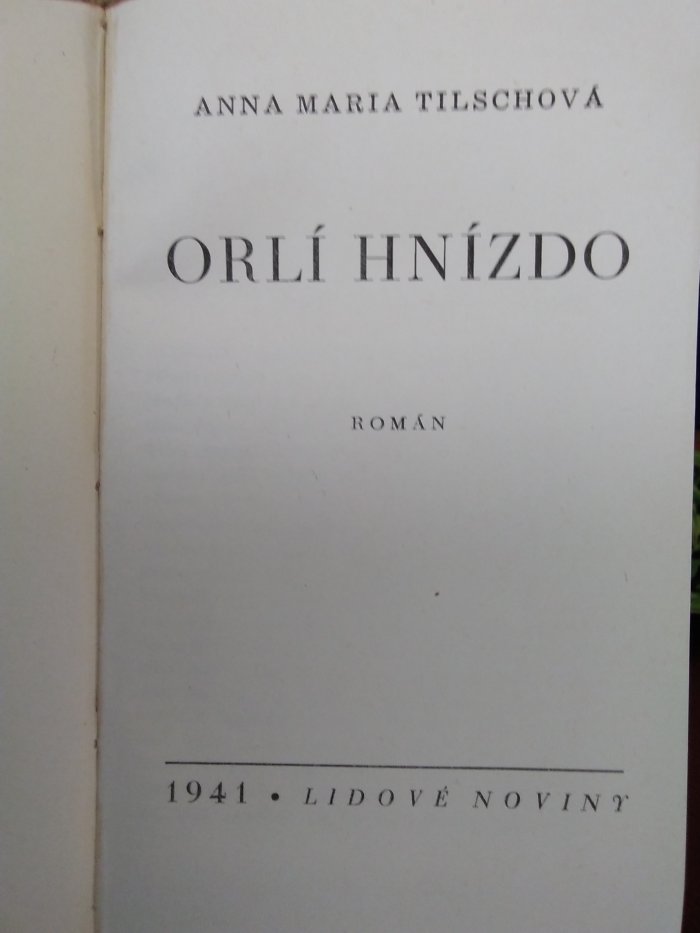 ANNA MARIA TILSCHOVÁ
ORLÍ HNÍZDO
ROMÁN
1941 • LIDOVÉ NOVINY